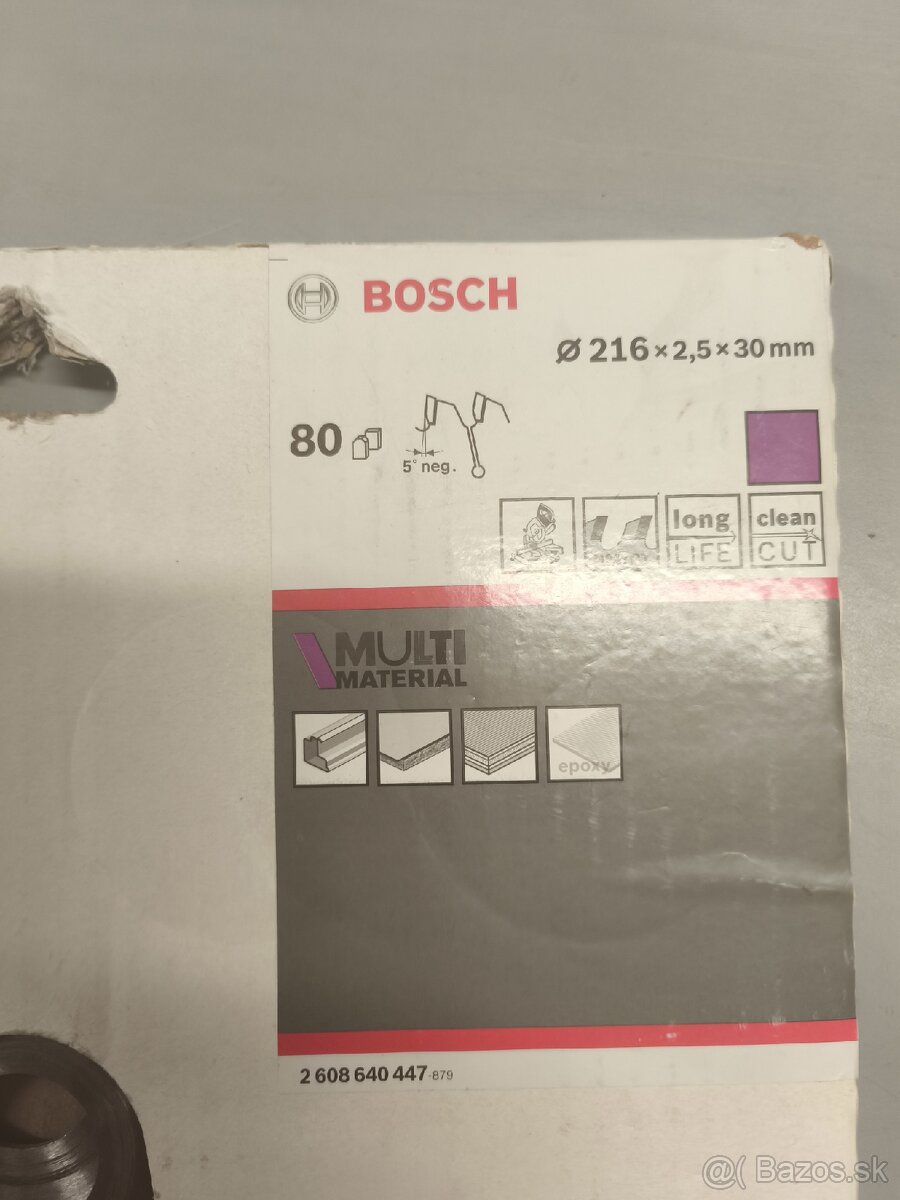 BOSCH
Ø 216 × 2,5 × 30 mm
80
5° neg.
long
LIFE
clean
CUT
MULTI
MATERIAL
epoxy
2 608 640 447 -879
@( Bazos.sk